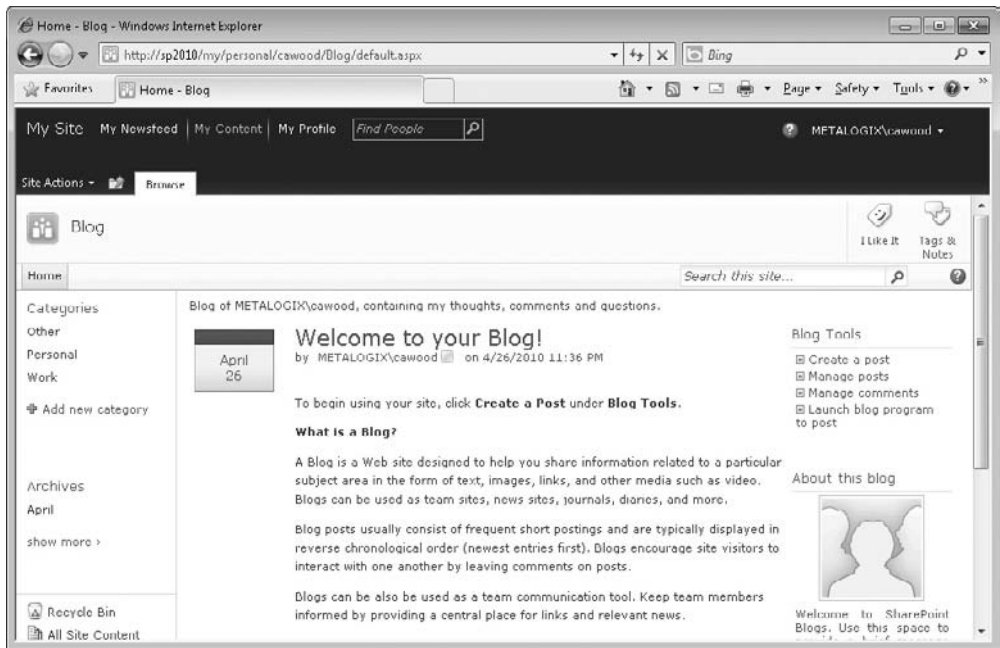 Home - Blog - Windows Internet Explorer
http://sp2010/my/personal/cawood/Blog/default.aspx
Bing
Favorites
Home - Blog
Page
Safety
Tools
»
My Site
My Newsfeed
My Content
My Profile
Find People
METALOGIX\cawood
Site Actions
Browse
Blog
I Like It
Tags &
Notes
Home
Search this site...
Categories
Other
Personal
Work
Add new category
Archives
April
show more ›
Recycle Bin
All Site Content
Blog of METALOGIX\cawood, containing my thoughts, comments and questions.
April
26
Welcome to your Blog!
by METALOGIX\cawood on 4/26/2010 11:36 PM
To begin using your site, click Create a Post under Blog Tools.
What is a Blog?
A Blog is a Web site designed to help you share information related to a particular
subject area in the form of text, images, links, and other media such as video.
Blogs can be used as team sites, news sites, journals, diaries, and more.
Blog posts usually consist of frequent short postings and are typically displayed in
reverse chronological order (newest entries first). Blogs encourage site visitors to
interact with one another by leaving comments on posts.
Blogs can be also be used as a team communication tool. Keep team members
informed by providing a central place for links and relevant news.
Blog Tools
Create a post
Manage posts
Manage comments
Launch blog program
to post
About this blog
Welcome to SharePoint
Blogs. Use this space to